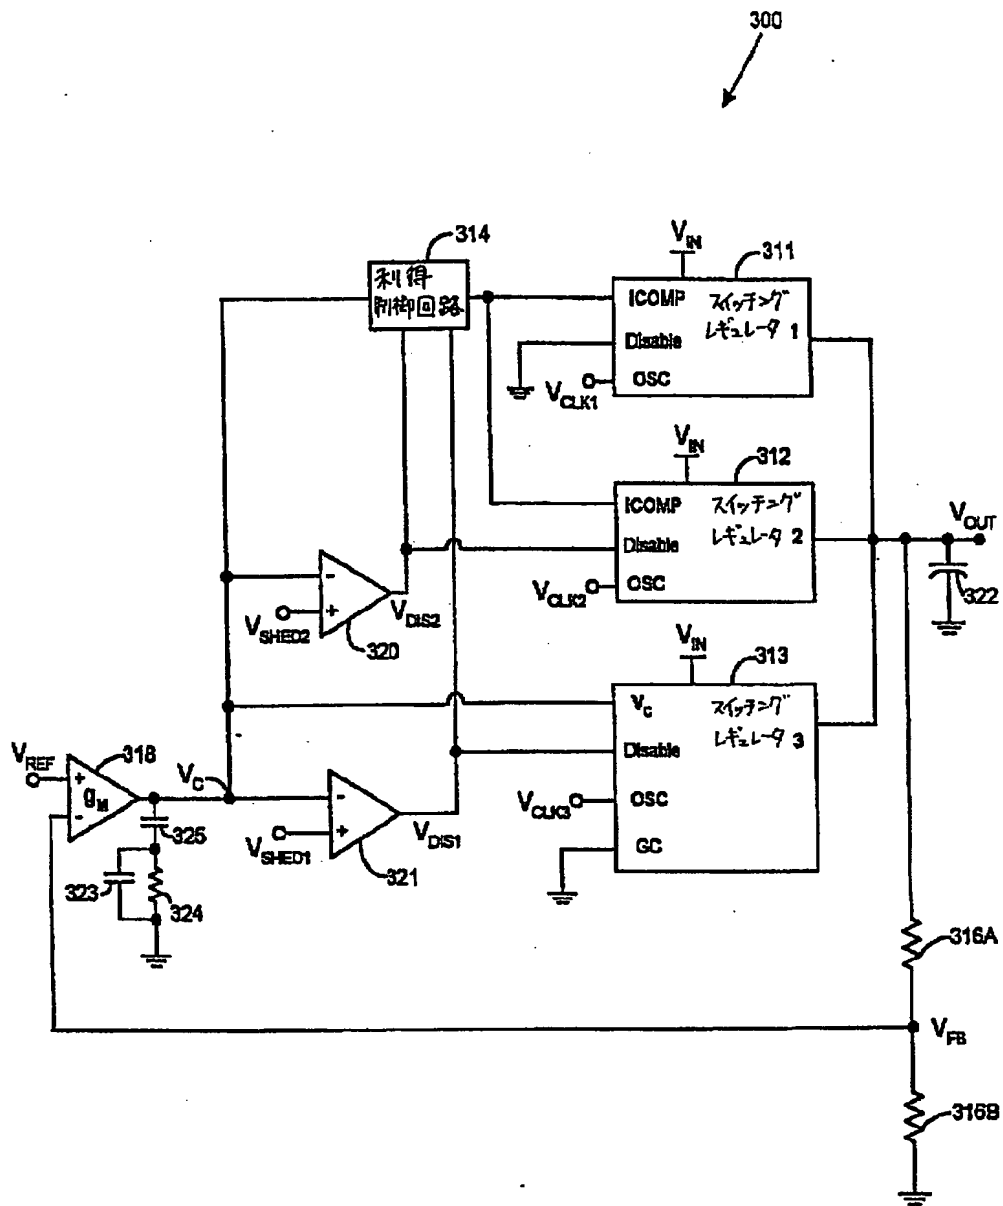 300
314
利得
制御回路
V_IN
311
ICOMP スイッチング
Disable レギュレータ 1
OSC
V_CLK1
V_IN
312
ICOMP スイッチング
Disable レギュレータ 2
OSC
V_CLK2
V_OUT
322
-
+
V_SHED2
V_DIS2
320
V_IN
313
V_C スイッチング
Disable レギュレータ 3
OSC
GC
V_CLK3
V_REF
318
+
-
g_M
V_C
325
323
324
-
+
V_SHED1
V_DIS1
321
316A
V_FB
316B